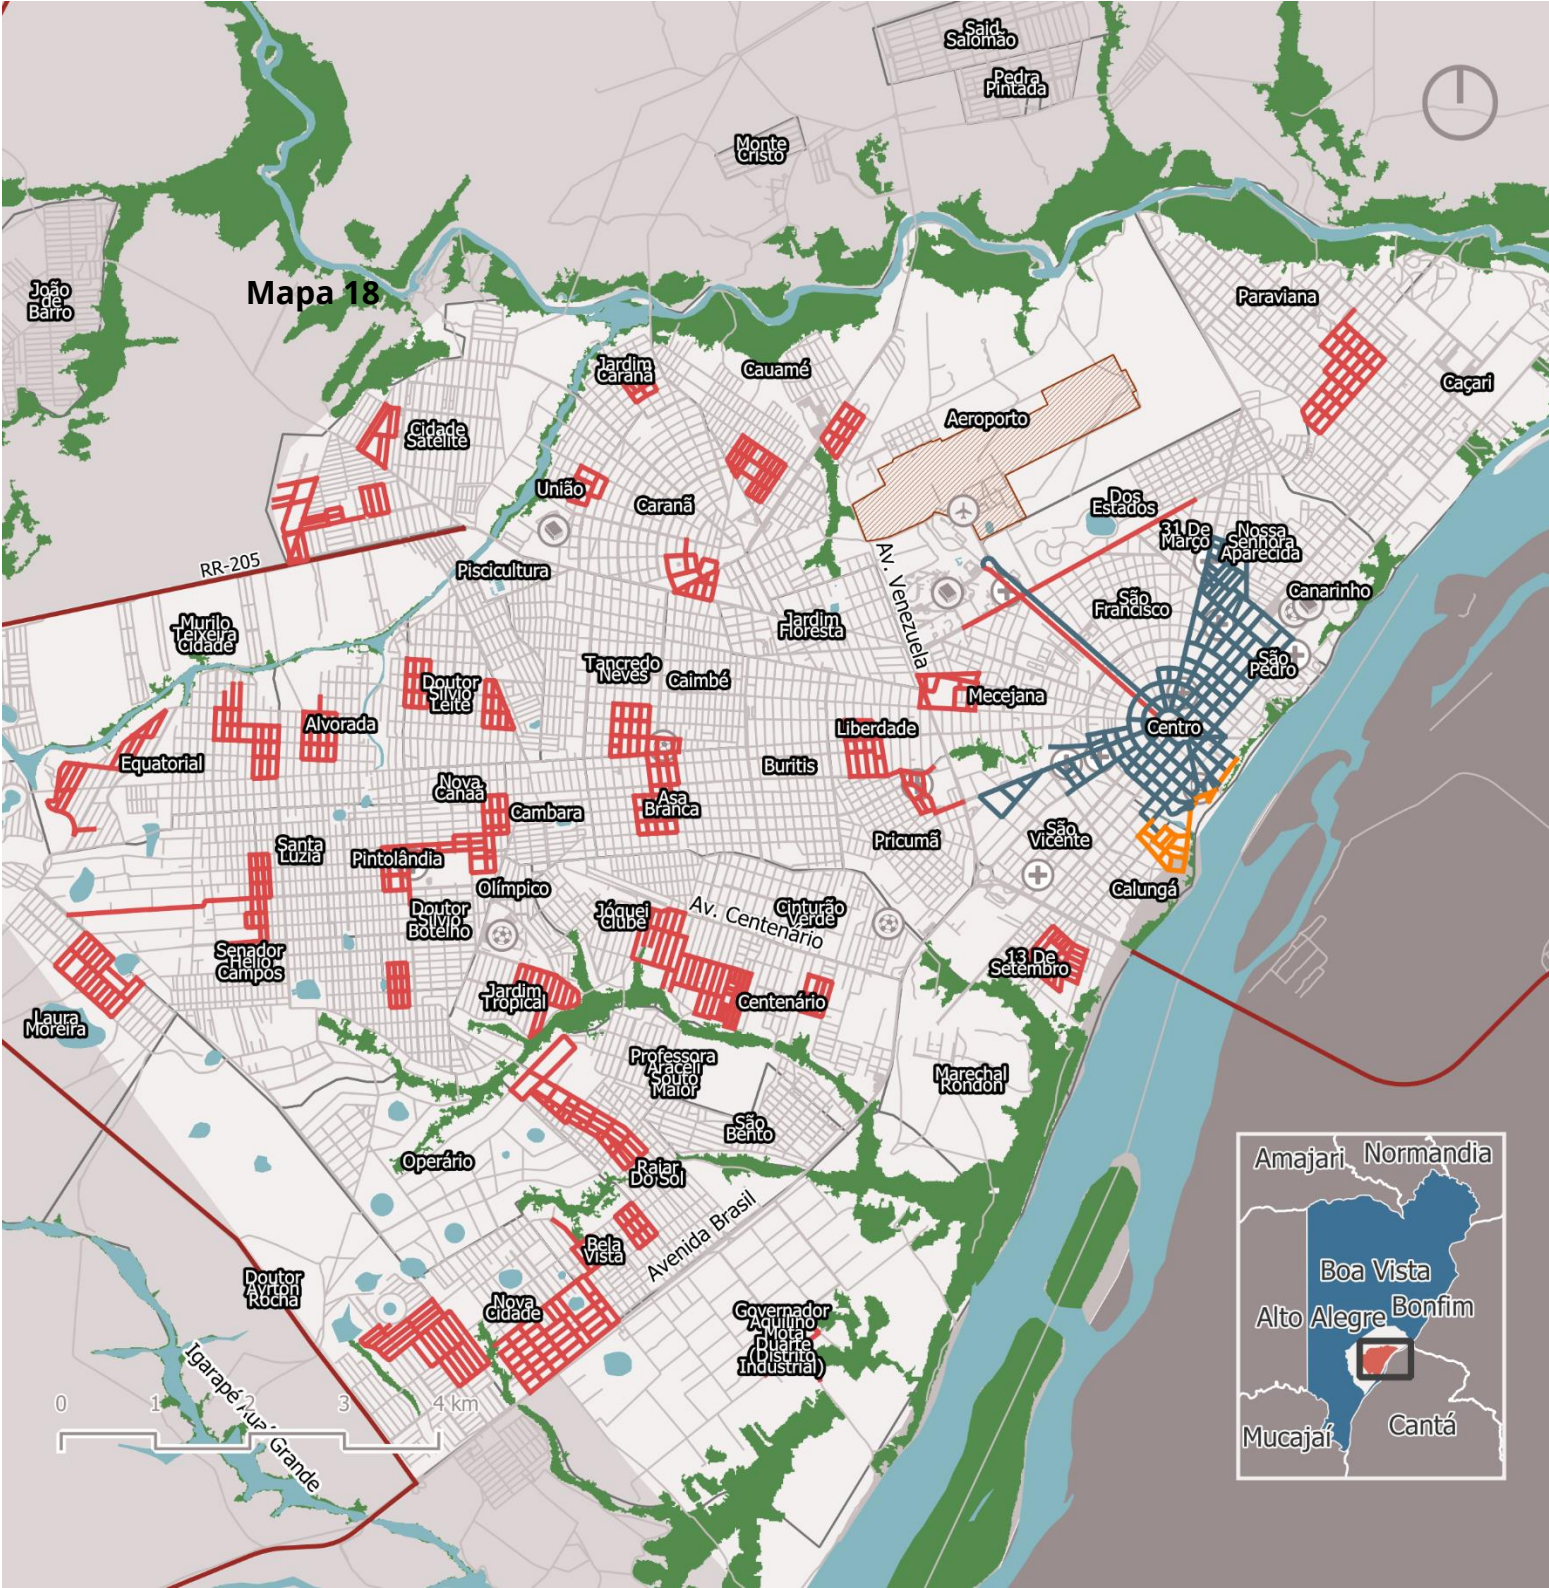 Said
Salomão
Pedra
Pintada
Monte
Cristo
João
de
Barro
Mapa 18
Paraviana
Caçari
Jardim
Caranã
Cauamé
Aeroporto
Cidade
Satélite
União
Caranã
Dos
Estados
31 De
Março
Nossa
Senhora
Aparecida
RR-205
Piscicultura
Av. Venezuela
Canarinho
São
Francisco
Murilo
Teixeira
Cidade
Jardim
Floresta
Tancredo
Neves
Caimbé
São
Pedro
Doutor
Silvio
Leite
Mecejana
Alvorada
Liberdade
Centro
Equatorial
Buritis
Nova
Canaã
Cambara
Asa
Branca
Santa
Luzia
Pintolândia
Pricumã
São
Vicente
Olímpico
Calungá
Doutor
Silvio
Botelho
Jóquei
Clube
Av. Centenário
Cinturão
Verde
Senador
Hélio
Campos
13 De
Setembro
Jardim
Tropical
Centenário
Laura
Moreira
Professora
Araceli
Souto
Maior
Marechal
Rondon
São
Bento
Operário
Raiar
Do Sol
Avenida Brasil
Bela
Vista
Doutor
Ayrton
Rocha
Nova
Cidade
Governador
Aquilino
Mota
Duarte
(Distrito
Industrial)
Igarapé Auai Grande
0 1 2 3 4 km
Amajari
Normandia
Boa Vista
Bonfim
Alto Alegre
Mucajaí
Cantá